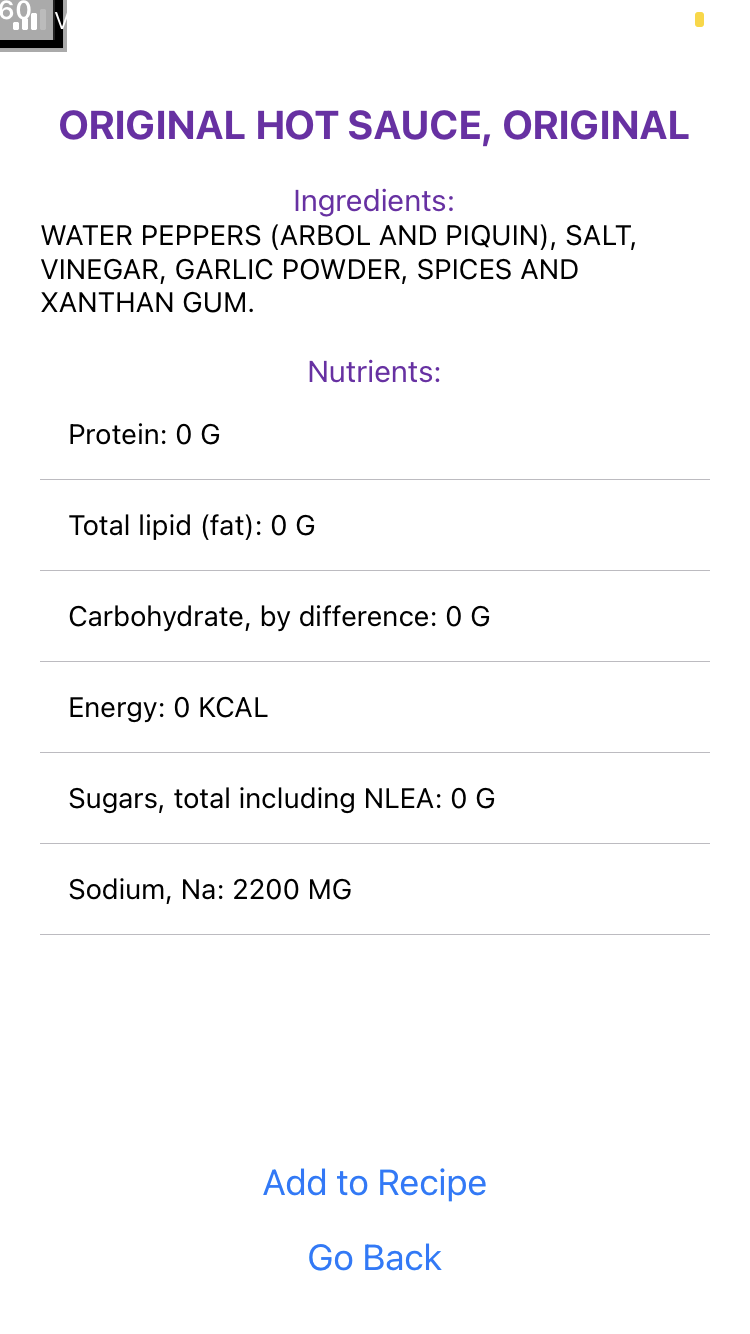 60
V
ORIGINAL HOT SAUCE, ORIGINAL
Ingredients:
WATER PEPPERS (ARBOL AND PIQUIN), SALT,
VINEGAR, GARLIC POWDER, SPICES AND
XANTHAN GUM.
Nutrients:
Protein: 0 G
Total lipid (fat): 0 G
Carbohydrate, by difference: 0 G
Energy: 0 KCAL
Sugars, total including NLEA: 0 G
Sodium, Na: 2200 MG
Add to Recipe
Go Back